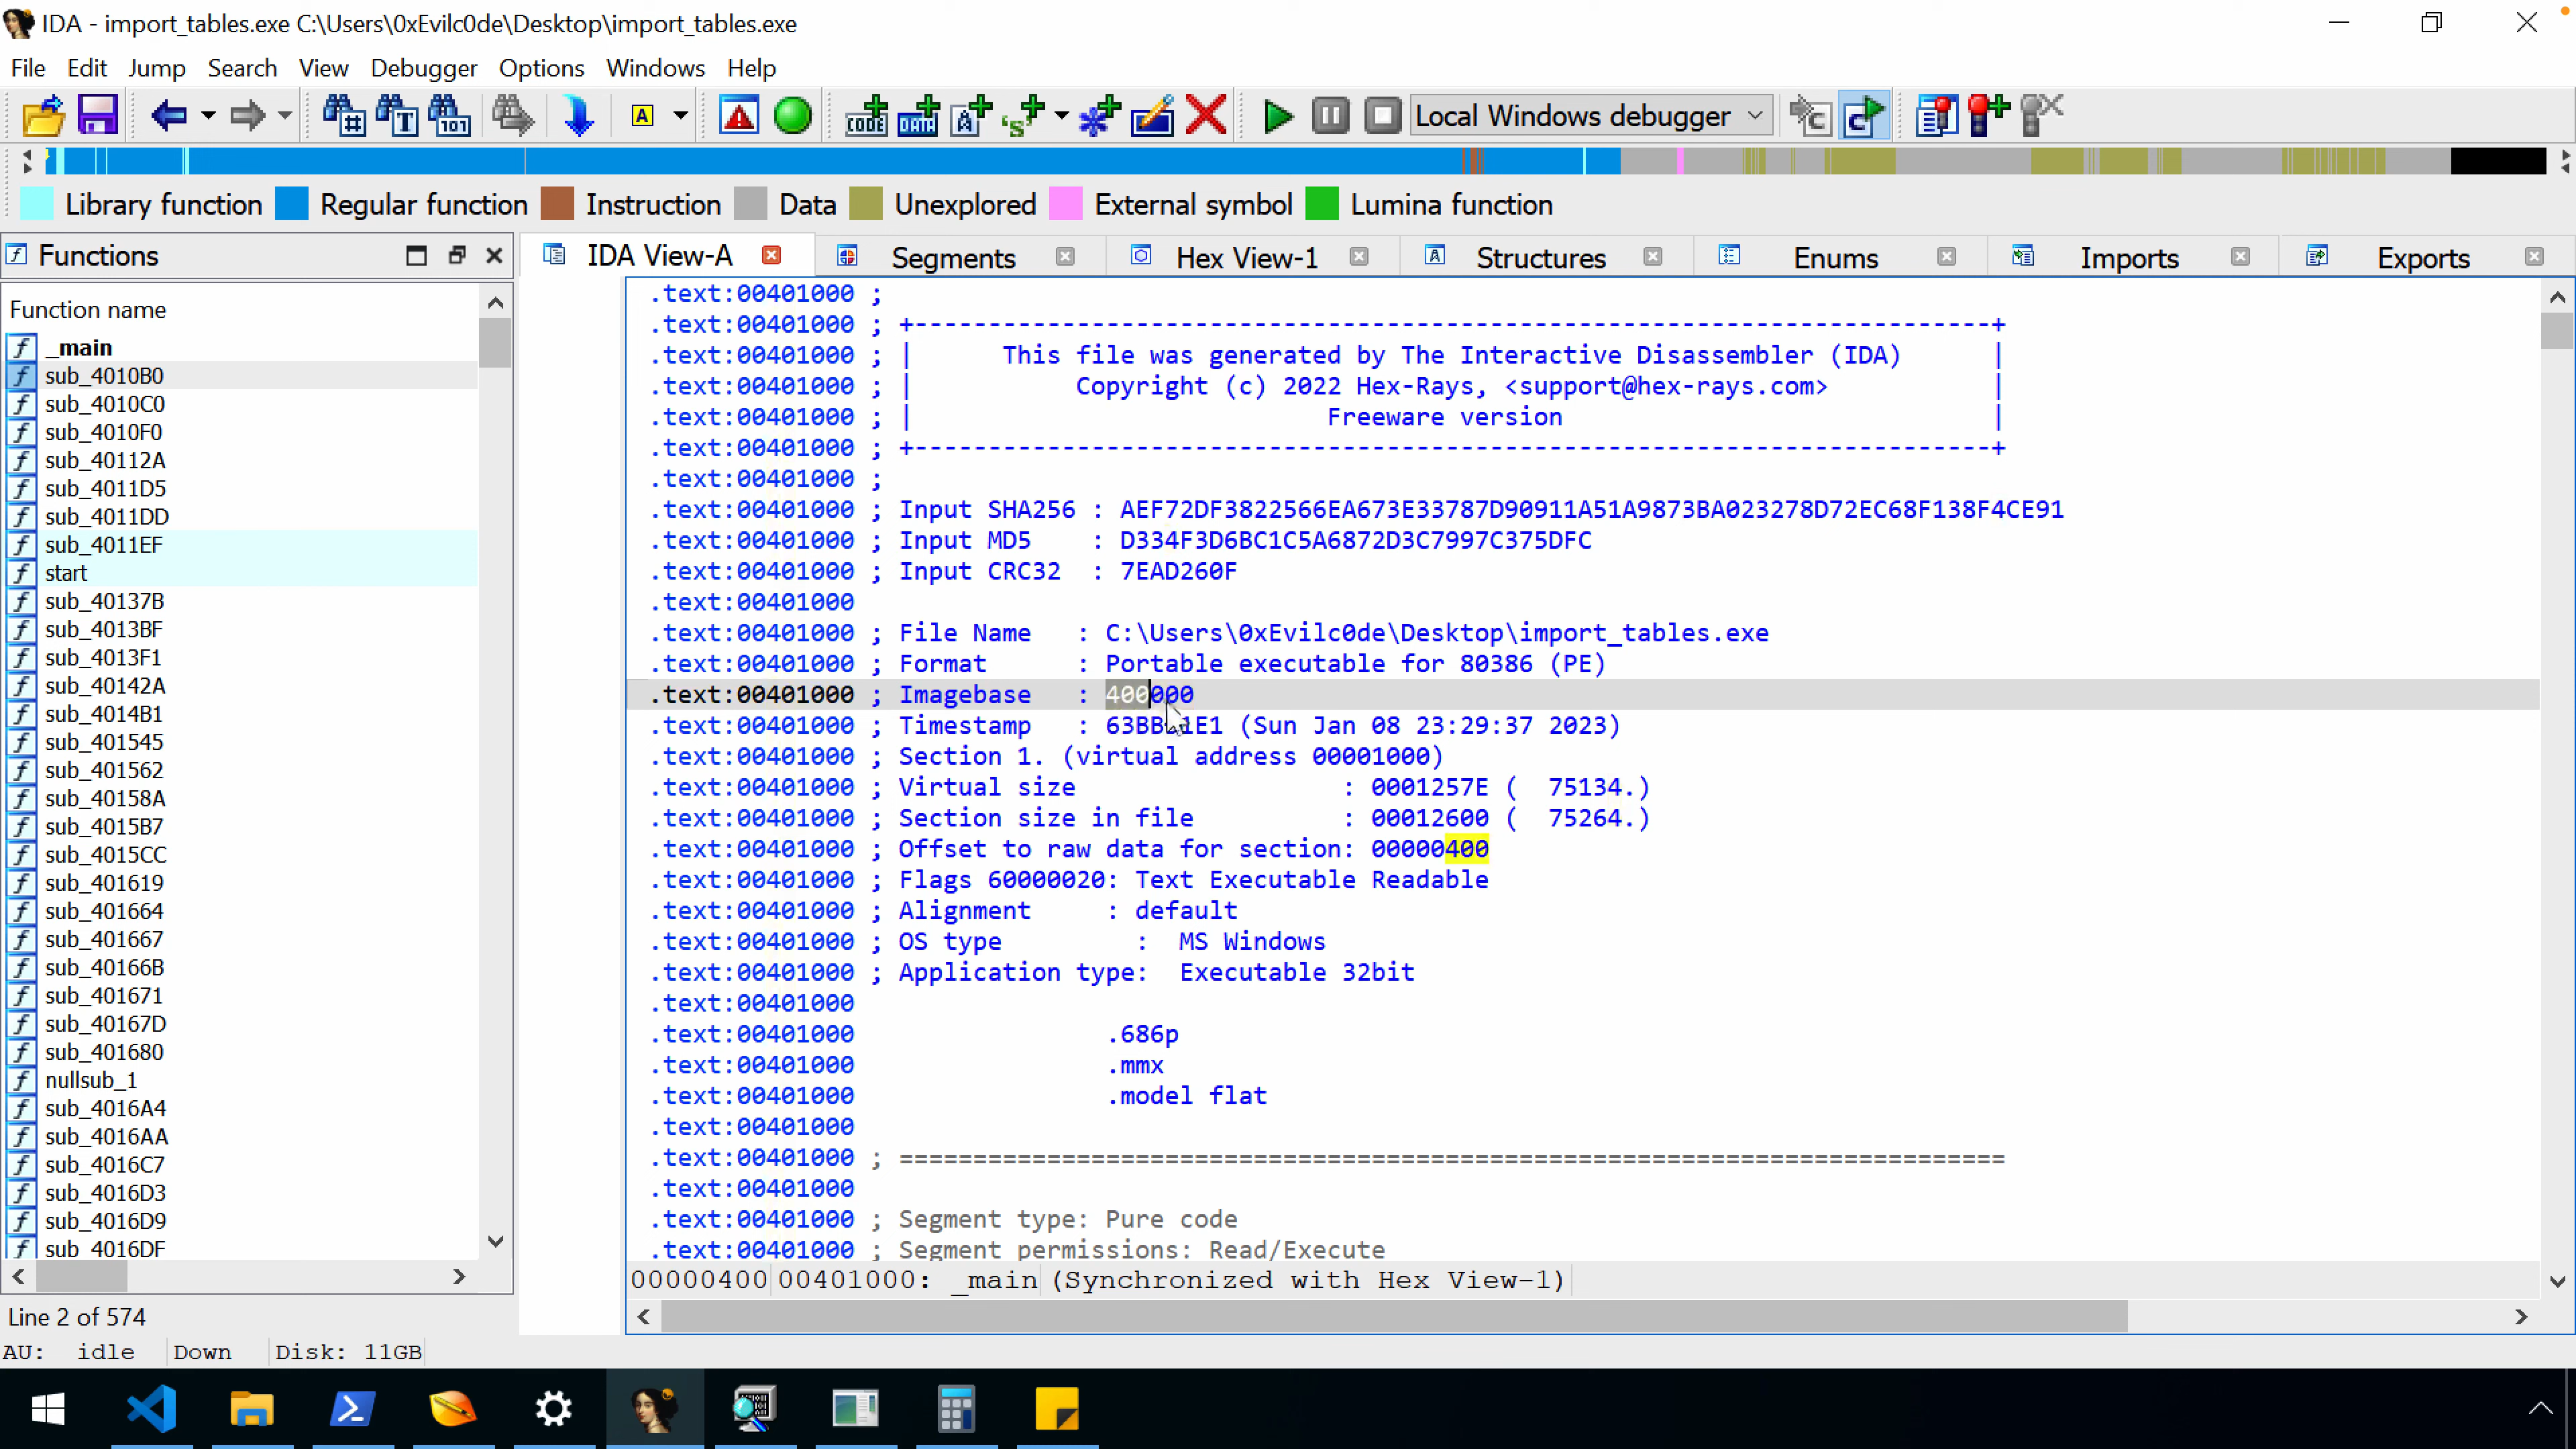 IDA - import_tables.exe C:\Users\0xEvilc0de\Desktop\import_tables.exe
File Edit Jump Search View Debugger Options Windows Help
Local Windows debugger
Library function Regular function Instruction Data Unexplored External symbol Lumina function
Functions
Function name
_main
sub_4010B0
sub_4010C0
sub_4010F0
sub_40112A
sub_4011D5
sub_4011DD
sub_4011EF
start
sub_40137B
sub_4013BF
sub_4013F1
sub_40142A
sub_4014B1
sub_401545
sub_401562
sub_40158A
sub_4015B7
sub_4015CC
sub_401619
sub_401664
sub_401667
sub_40166B
sub_401671
sub_40167D
sub_401680
nullsub_1
sub_4016A4
sub_4016AA
sub_4016C7
sub_4016D3
sub_4016D9
sub_4016DF
Line 2 of 574
IDA View-A Segments Hex View-1 Structures Enums Imports Exports
.text:00401000 ;
.text:00401000 ; +-------------------------------------------------------------------------+
.text:00401000 ; | This file was generated by The Interactive Disassembler (IDA) |
.text:00401000 ; | Copyright (c) 2022 Hex-Rays, <support@hex-rays.com> |
.text:00401000 ; | Freeware version |
.text:00401000 ; +-------------------------------------------------------------------------+
.text:00401000 ;
.text:00401000 ; Input SHA256 : AEF72DF3822566EA673E33787D90911A51A9873BA023278D72EC68F138F4CE91
.text:00401000 ; Input MD5 : D334F3D6BC1C5A6872D3C7997C375DFC
.text:00401000 ; Input CRC32 : 7EAD260F
.text:00401000
.text:00401000 ; File Name : C:\Users\0xEvilc0de\Desktop\import_tables.exe
.text:00401000 ; Format : Portable executable for 80386 (PE)
.text:00401000 ; Imagebase : 400000
.text:00401000 ; Timestamp : (Sun Jan 08 23:29:37 2023)
.text:00401000 ; Section 1. (virtual address 00001000)
.text:00401000 ; Virtual size : 0001257E ( 75134.)
.text:00401000 ; Section size in file : 00012600 ( 75264.)
.text:00401000 ; Offset to raw data for section: 00000400
.text:00401000 ; Flags 60000020: Text Executable Readable
.text:00401000 ; Alignment : default
.text:00401000 ; OS type : MS Windows
.text:00401000 ; Application type: Executable 32bit
.text:00401000
.text:00401000 .686p
.text:00401000 .mmx
.text:00401000 .model flat
.text:00401000
.text:00401000 ; ===========================================================================
.text:00401000
.text:00401000 ; Segment type: Pure code
.text:00401000 ; Segment permissions: Read/Execute
00000400 00401000: _main (Synchronized with Hex View-1)
AU: idle Down Disk: 11GB